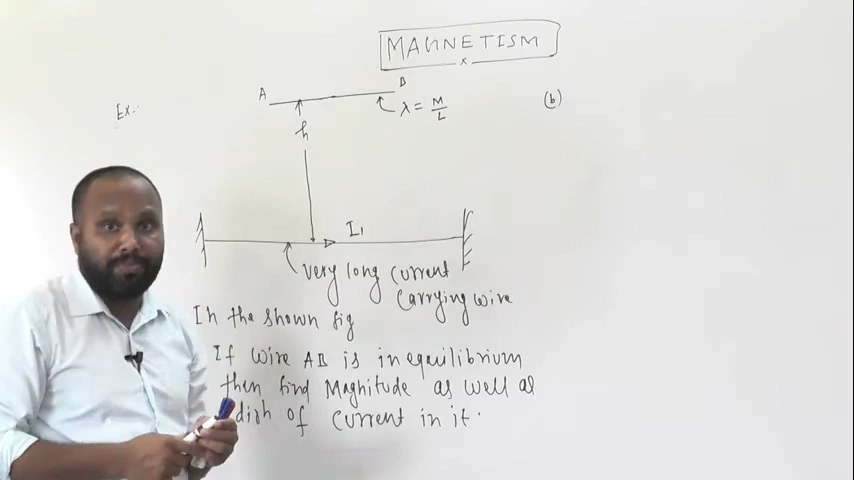 MAGNETISM
x
Ex.
A
B
λ = M/L
(b)
h
I1
very long current
Carrying wire
In the shown fig
If wire AB is in equilibrium
then find Magnitude as well as
dirn of current in it.